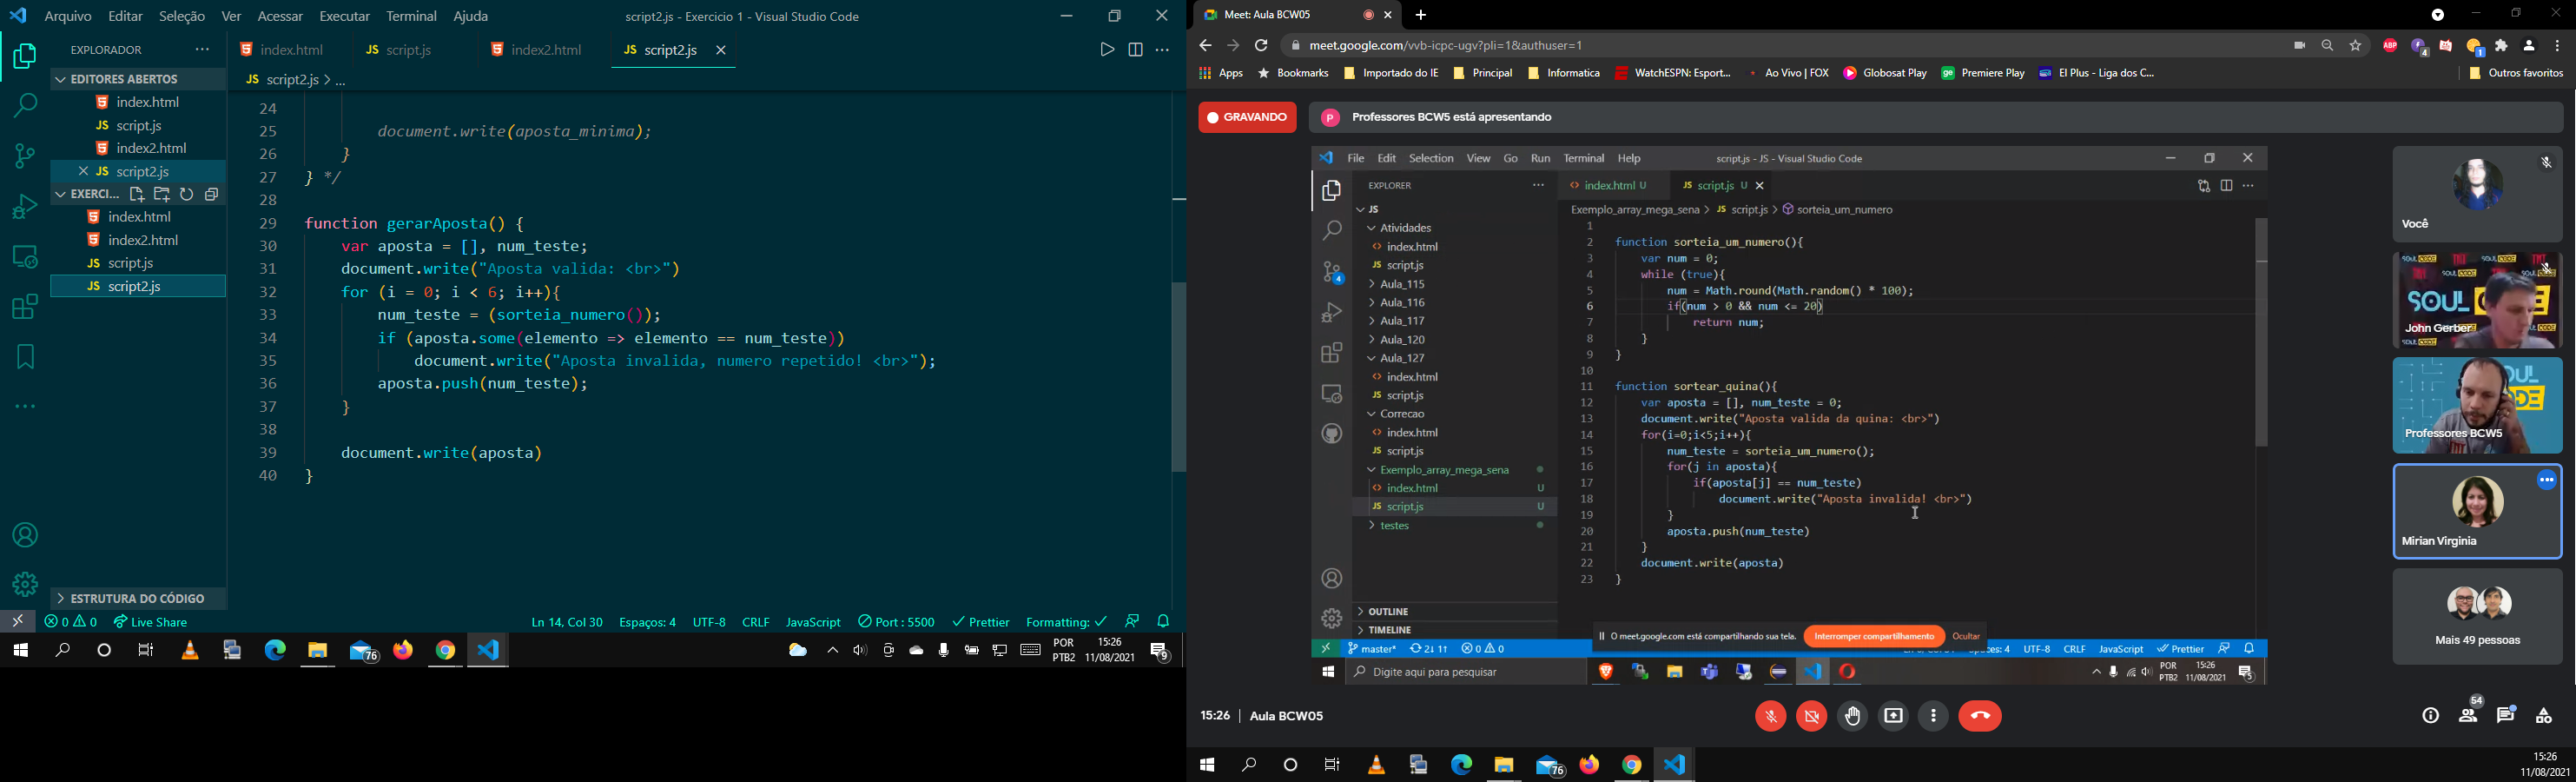 Arquivo Editar Seleção Ver Acessar Executar Terminal Ajuda
script2.js - Exercicio 1 - Visual Studio Code
EXPLORADOR
index.html
script.js
index2.html
script2.js
EDITORES ABERTOS
script2.js > ...
index.html
script.js
index2.html
script2.js
EXERCI...
index.html
index2.html
script.js
script2.js
ESTRUTURA DO CÓDIGO
24
25 document.write(aposta_minima);
26 }
27 } */
28
29 function gerarAposta() {
30 var aposta = [], num_teste;
31 document.write("Aposta valida: <br>")
32 for (i = 0; i < 6; i++){
33 num_teste = (sorteia_numero());
34 if (aposta.some(elemento => elemento == num_teste))
35 document.write("Aposta invalida, numero repetido! <br>");
36 aposta.push(num_teste);
37 }
38
39 document.write(aposta)
40 }
0 0 Live Share
Ln 14, Col 30 Espaços: 4 UTF-8 CRLF JavaScript Port : 5500 Prettier Formatting:
76
POR
PTB2
15:26
11/08/2021
9
Meet: Aula BCW05
meet.google.com/vvb-icpc-ugv?pli=1&authuser=1
ABP
4
1
Apps Bookmarks Importado do IE Principal Informatica WatchESPN: Esport... Ao Vivo | FOX Globosat Play Premiere Play EI Plus - Liga dos C... Outros favoritos
GRAVANDO
P Professores BCW5 está apresentando
File Edit Selection View Go Run Terminal Help
script.js - JS - Visual Studio Code
EXPLORER
index.html U
script.js U
Exemplo_array_mega_sena > JS script.js > sorteia_um_numero
JS
Atividades
index.html
script.js
Aula_115
Aula_116
Aula_117
Aula_120
Aula_127
index.html
script.js
Correcao
index.html
script.js
Exemplo_array_mega_sena
index.html U
script.js U
testes
OUTLINE
TIMELINE
4
1
2 function sorteia_um_numero(){
3 var num = 0;
4 while (true){
5 num = Math.round(Math.random() * 100);
6 if(num > 0 && num <= 20)
7 return num;
8 }
9 }
10
11 function sortear_quina(){
12 var aposta = [], num_teste = 0;
13 document.write("Aposta valida da quina: <br>")
14 for(i=0;i<5;i++){
15 num_teste = sorteia_um_numero();
16 for(j in aposta){
17 if(aposta[j] == num_teste)
18 document.write("Aposta invalida! <br>")
19 }
20 aposta.push(num_teste)
21 }
22 document.write(aposta)
23 }
O meet.google.com está compartilhando sua tela.
Interromper compartilhamento
Ocultar
master* 2↓ 1↑ 0 0
UTF-8 CRLF JavaScript Prettier
Digite aqui para pesquisar
POR
PTB2
15:26
11/08/2021
5
Você
SOUL CODE
John Gerber
Professores BCW5
Mirian Virginia
Mais 49 pessoas
15:26 | Aula BCW05
54
76
15:26
11/08/2021